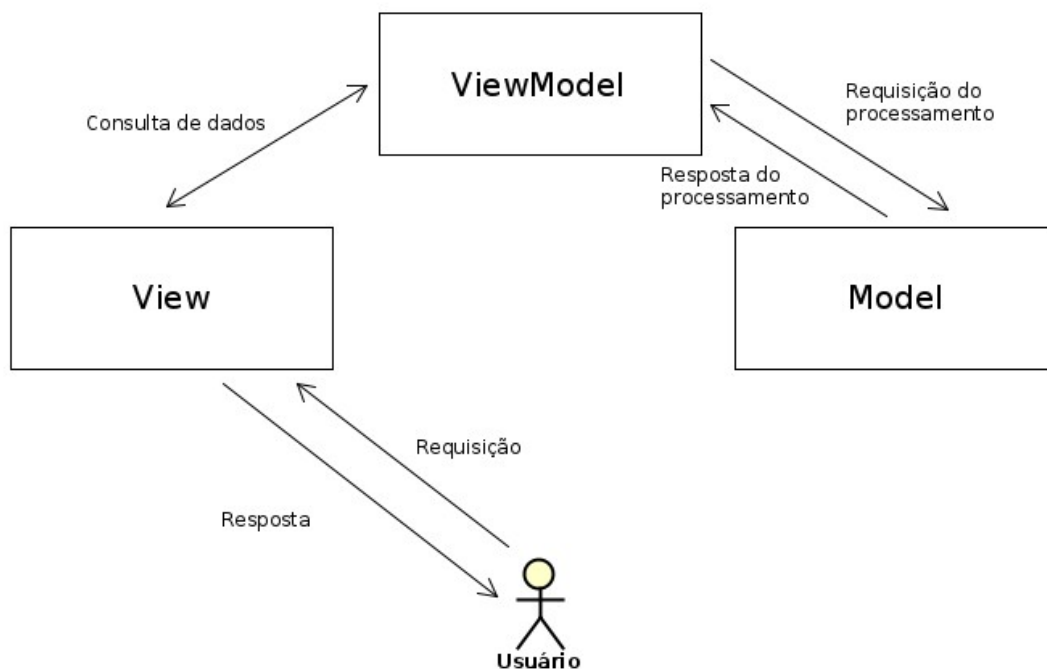 ViewModel
Consulta de dados
Requisição do
processamento
Resposta do
processamento
View
Model
Requisição
Resposta
Usuário